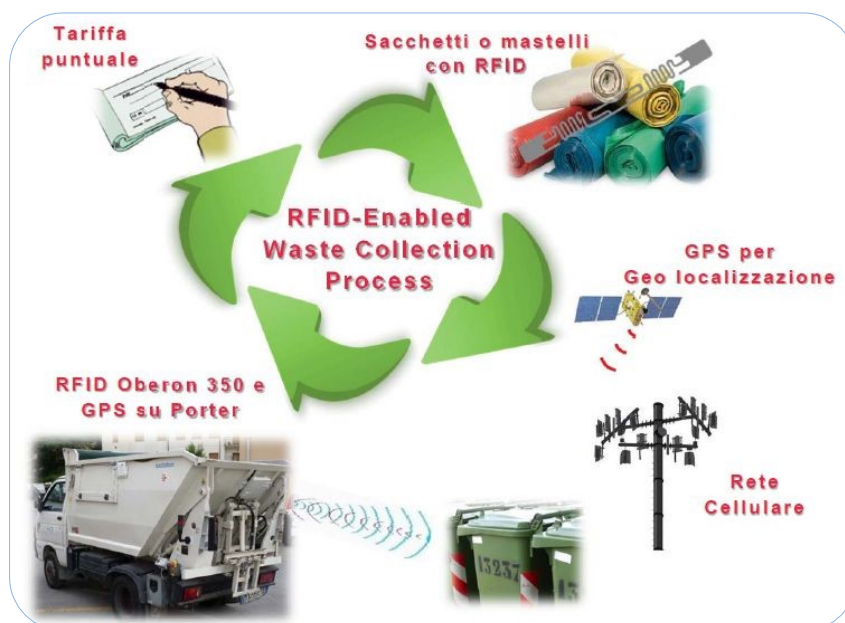 Tariffa
puntuale
Sacchetti o mastelli
con RFID
RFID-Enabled
Waste Collection
Process
GPS per
Geo localizzazione
RFID Oberon 350 e
GPS su Porter
Rete
Cellulare
13237